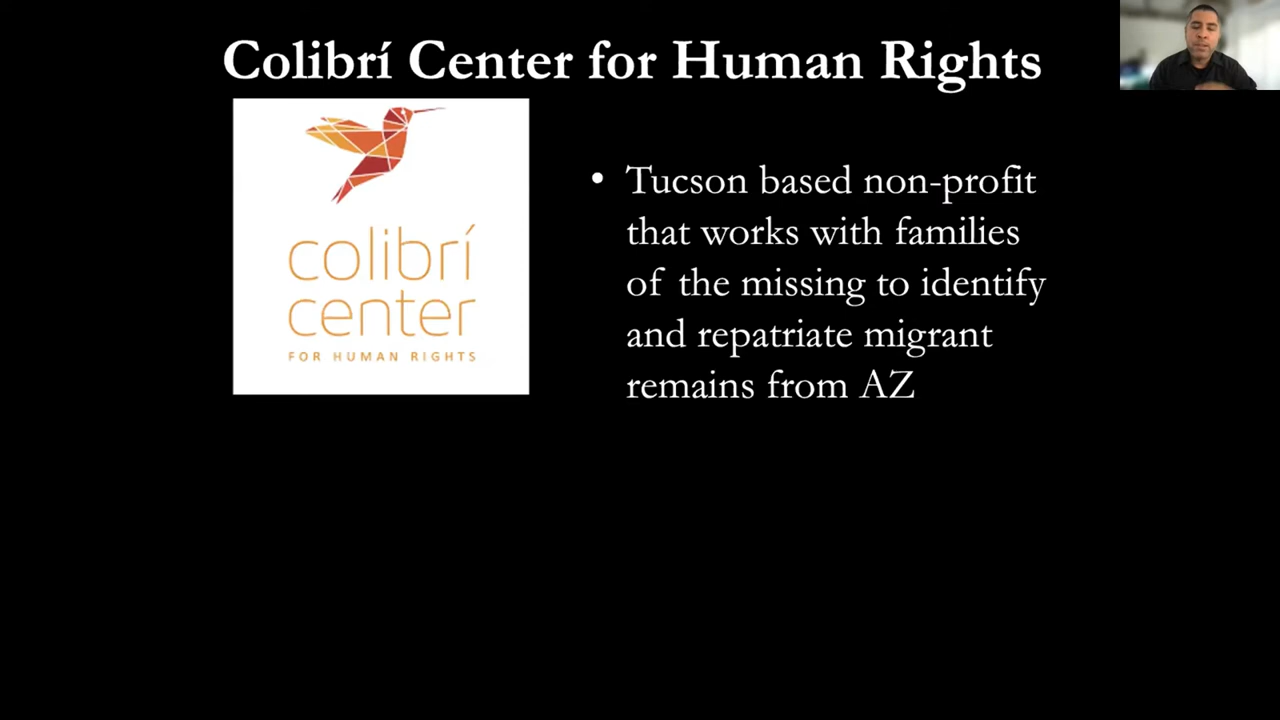 Colibrí Center for Human Rights
colibrí
center
FOR HUMAN RIGHTS
• Tucson based non-profit
that works with families
of the missing to identify
and repatriate migrant
remains from AZ